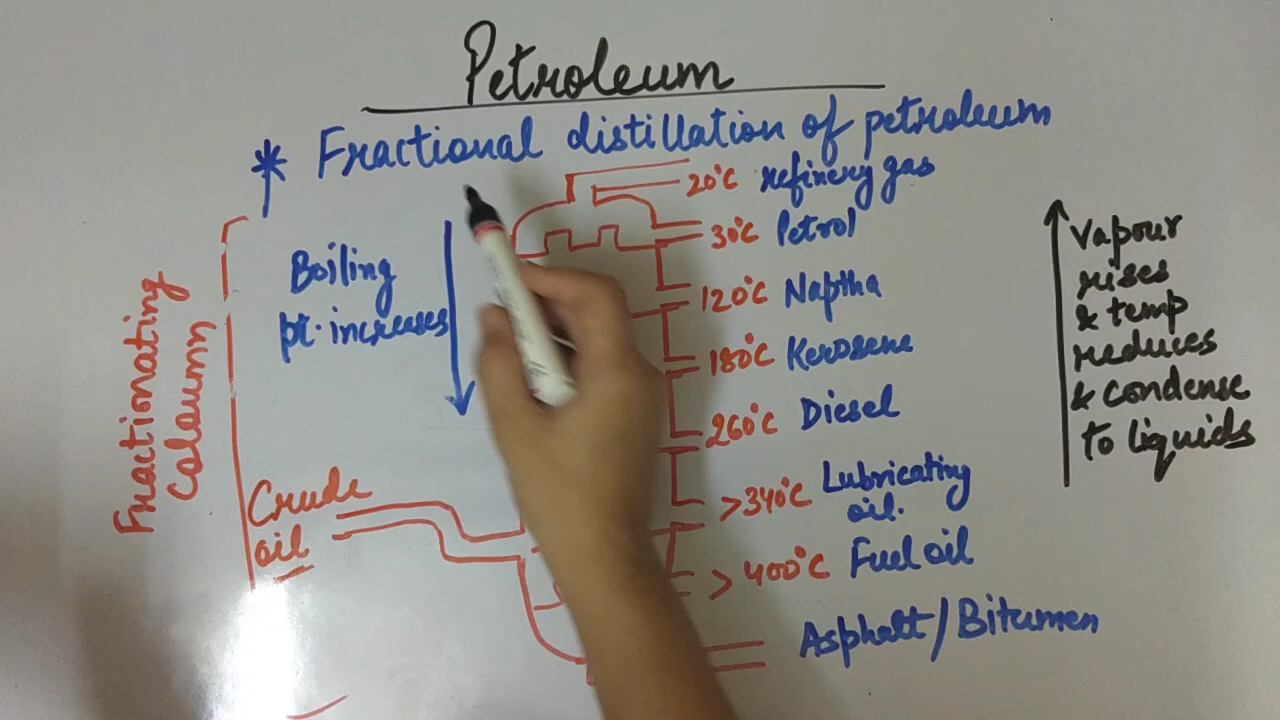 Petroleum
* Fractional distillation of petroleum
20°C refinery gas
30°C Petrol
120°C Naptha
180°C Kerosene
260°C Diesel
>340°C Lubricating
oil.
>400°C Fuel oil
Asphalt/Bitumen
Boiling
pt. increases
Fractionating
Caloumn
Crude
oil
Vapour
rises
& temp
reduces
& condense
to liquids